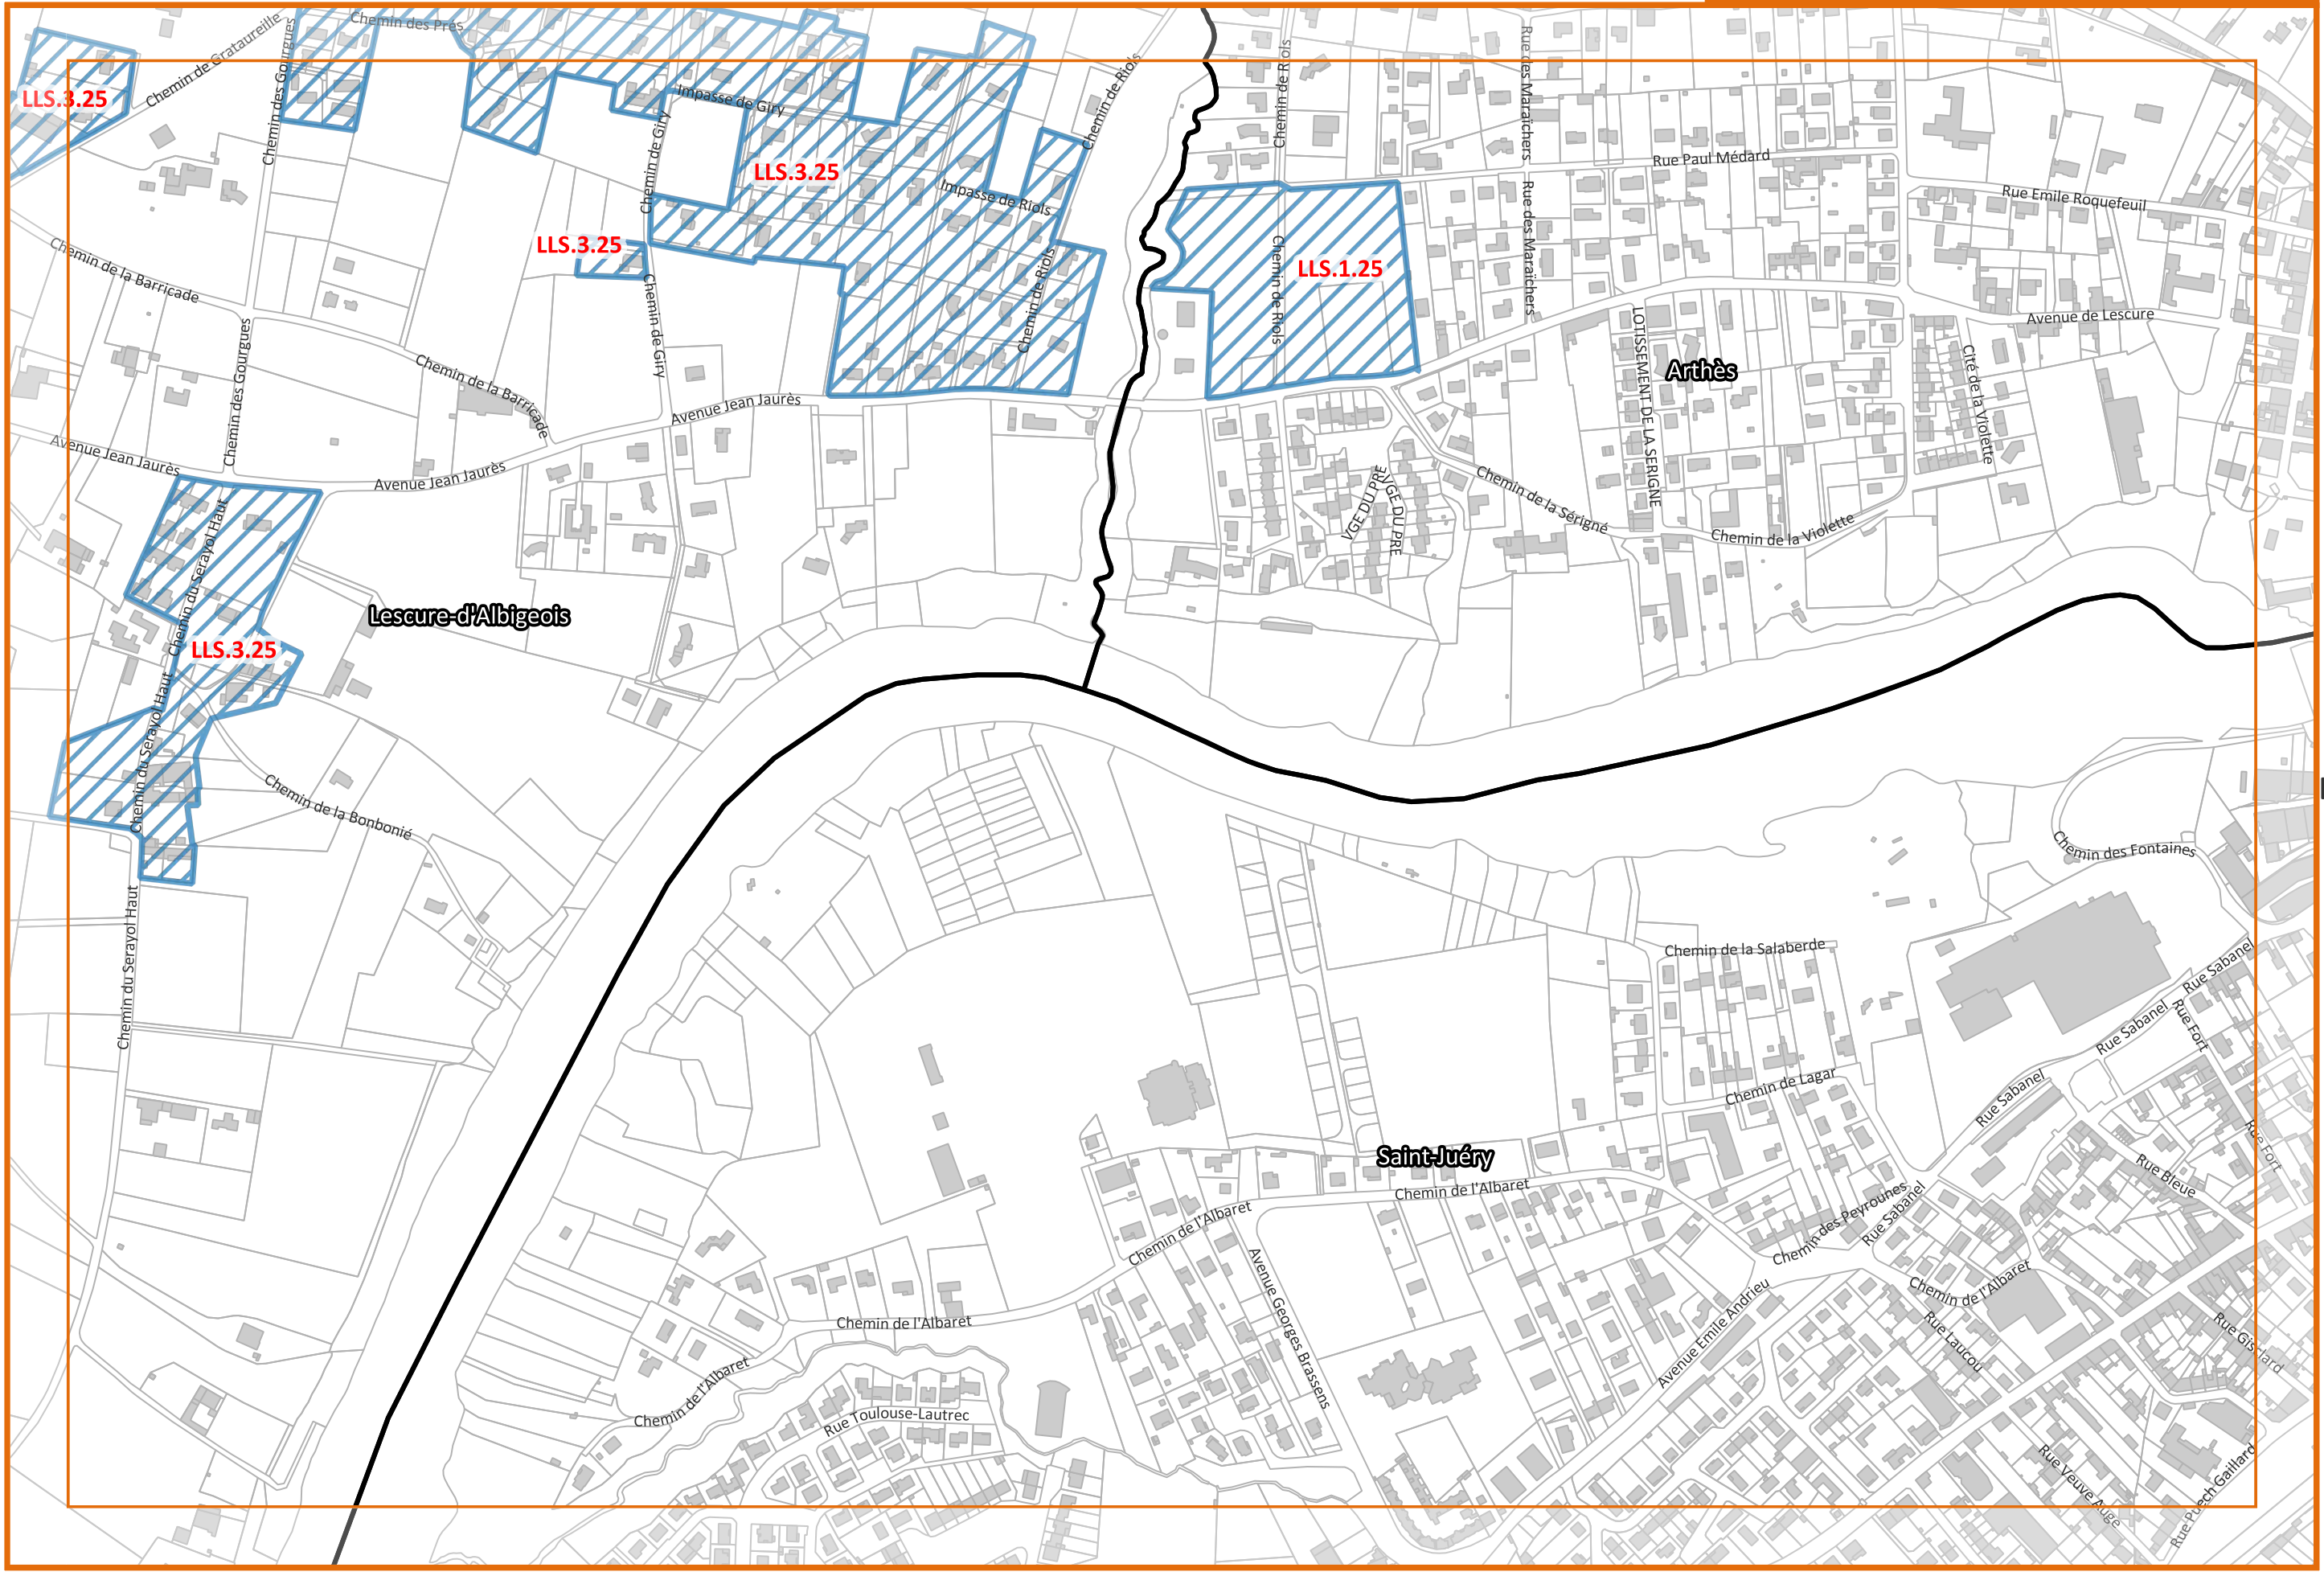 Chemin de Grataureille
Chemin des Prés
Chemin des Gourgues
LLS.3.25
Impasse de Giry
Chemin de Giry
LLS.3.25
Impasse de Riols
Chemin de Riols
Chemin de Riols
Rue des Maraîchers
Rue Paul Médard
Rue Emile Roquefeuil
Chemin de la Barricade
LLS.3.25
Chemin de Giry
Chemin de Riols
Chemin de Riols
LLS.1.25
Rue des Maraîchers
Avenue de Lescure
Chemin des Gourgues
Chemin de la Barricade
Avenue Jean Jaurès
LOTISSEMENT DE LA SERIGNE
Arthès
Cité de la Violette
Avenue Jean Jaurès
Avenue Jean Jaurès
VGE DU PRE
VGE DU PRE
Chemin de la Sérigné
Chemin de la Violette
Chemin du Serayol Haut
Lescure-d'Albigeois
LLS.3.25
Chemin du Serayol Haut
Chemin de la Bonbonié
Chemin des Fontaines
Chemin du Serayol Haut
Chemin de la Salaberde
Rue Sabanel
Rue Sabanel
Rue Fort
Chemin de Lagar
Rue Sabanel
Rue Fort
Saint-Juéry
Chemin de l'Albaret
Rue Bleue
Chemin de l'Albaret
Chemin des Peyrounes
Rue Sabanel
Avenue Georges Brassens
Chemin de l'Albaret
Chemin de l'Albaret
Avenue Emile Andrieu
Rue Laucou
Rue Gisclard
Chemin de l'Albaret
Rue Toulouse-Lautrec
Rue Veuve Auge
Rue Puech Gaillard